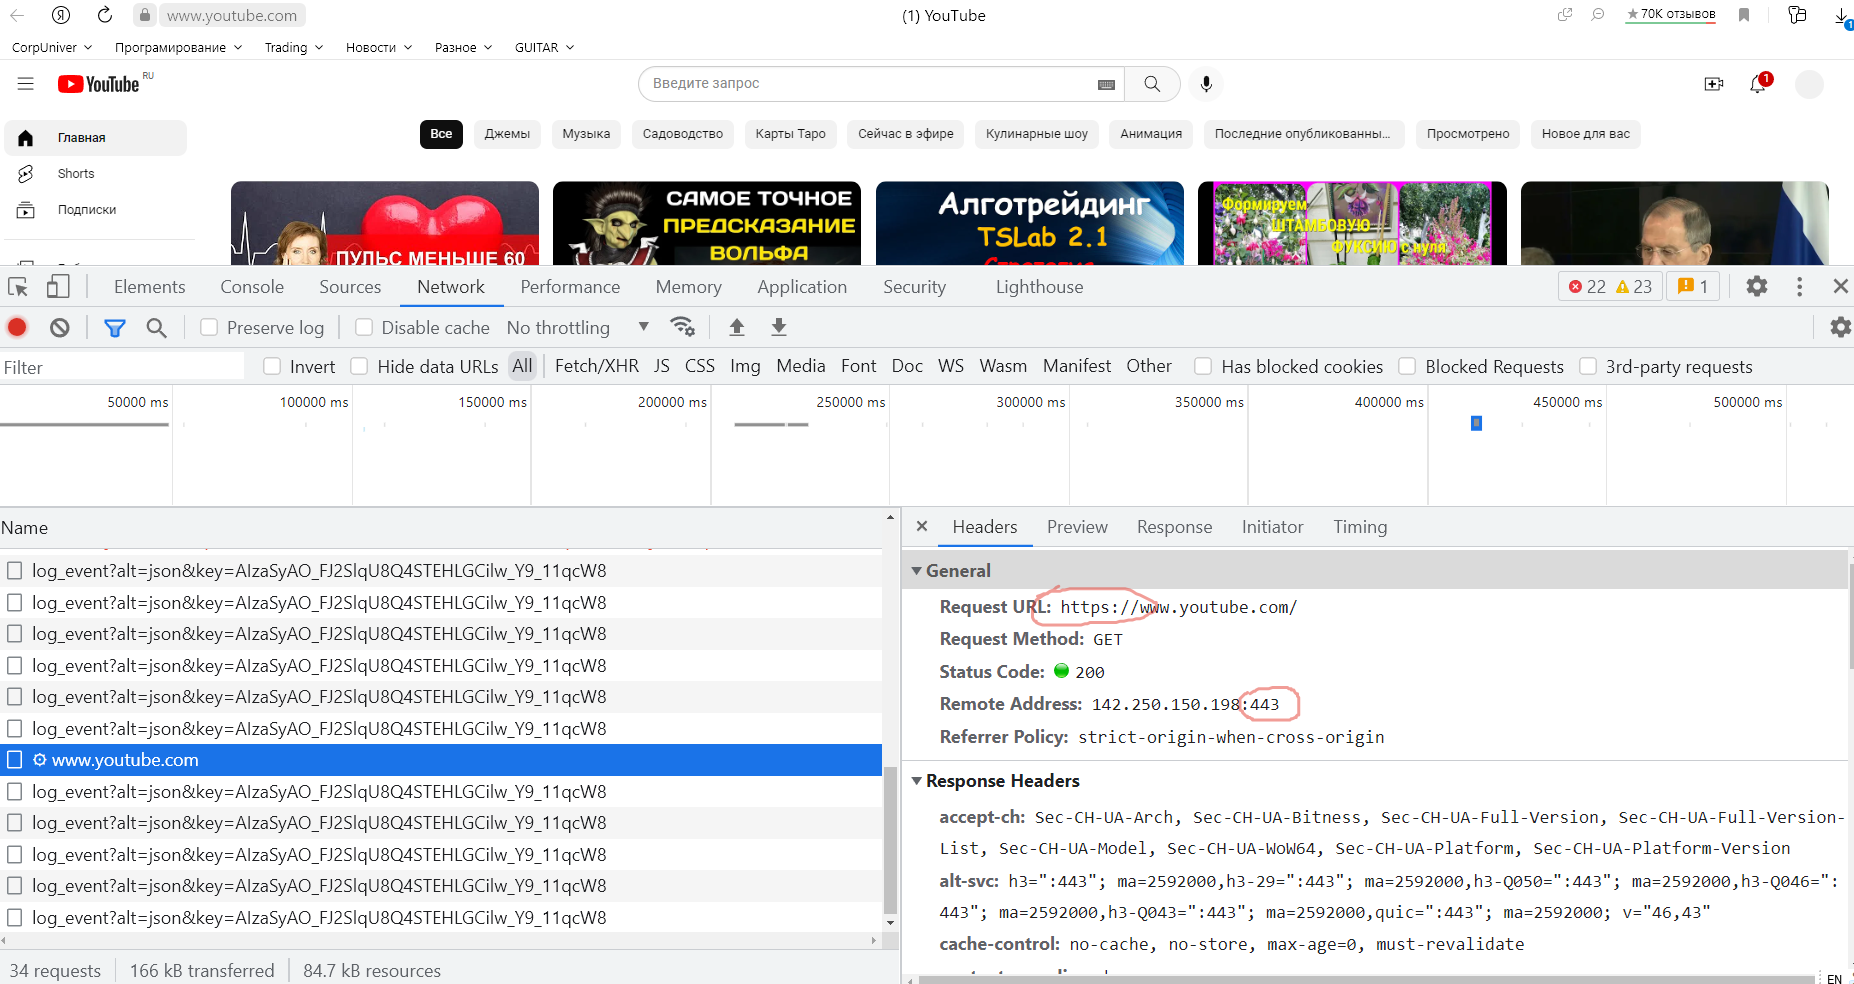 www.youtube.com
(1) YouTube
70K отзывов
1
CorpUniver
Програмирование
Trading
Новости
Разное
GUITAR
YouTube RU
Введите запрос
1
Главная
Shorts
Подписки
Все
Джемы
Музыка
Садоводство
Карты Таро
Сейчас в эфире
Кулинарные шоу
Анимация
Последние опубликованны...
Просмотрено
Новое для вас
ПУЛЬС МЕНЬШЕ 60
САМОЕ ТОЧНОЕ
ПРЕДСКАЗАНИЕ
ВОЛЬФА
Алготрейдинг
TSLab 2.1
Формируем
ШТАМБОВУЮ
ФУКСИЮ с нуля
Elements
Console
Sources
Network
Performance
Memory
Application
Security
Lighthouse
22
23
1
Preserve log
Disable cache
No throttling
Filter
Invert
Hide data URLs
All
Fetch/XHR
JS
CSS
Img
Media
Font
Doc
WS
Wasm
Manifest
Other
Has blocked cookies
Blocked Requests
3rd-party requests
50000 ms
100000 ms
150000 ms
200000 ms
250000 ms
300000 ms
350000 ms
400000 ms
450000 ms
500000 ms
Name
log_event?alt=json&key=AIzaSyAO_FJ2SlqU8Q4STEHLGCilw_Y9_11qcW8
log_event?alt=json&key=AIzaSyAO_FJ2SlqU8Q4STEHLGCilw_Y9_11qcW8
log_event?alt=json&key=AIzaSyAO_FJ2SlqU8Q4STEHLGCilw_Y9_11qcW8
log_event?alt=json&key=AIzaSyAO_FJ2SlqU8Q4STEHLGCilw_Y9_11qcW8
log_event?alt=json&key=AIzaSyAO_FJ2SlqU8Q4STEHLGCilw_Y9_11qcW8
log_event?alt=json&key=AIzaSyAO_FJ2SlqU8Q4STEHLGCilw_Y9_11qcW8
www.youtube.com
log_event?alt=json&key=AIzaSyAO_FJ2SlqU8Q4STEHLGCilw_Y9_11qcW8
log_event?alt=json&key=AIzaSyAO_FJ2SlqU8Q4STEHLGCilw_Y9_11qcW8
log_event?alt=json&key=AIzaSyAO_FJ2SlqU8Q4STEHLGCilw_Y9_11qcW8
log_event?alt=json&key=AIzaSyAO_FJ2SlqU8Q4STEHLGCilw_Y9_11qcW8
log_event?alt=json&key=AIzaSyAO_FJ2SlqU8Q4STEHLGCilw_Y9_11qcW8
34 requests
166 kB transferred
84.7 kB resources
Headers
Preview
Response
Initiator
Timing
General
Request URL: https://www.youtube.com/
Request Method: GET
Status Code: 200
Remote Address: 142.250.150.198:443
Referrer Policy: strict-origin-when-cross-origin
Response Headers
accept-ch: Sec-CH-UA-Arch, Sec-CH-UA-Bitness, Sec-CH-UA-Full-Version, Sec-CH-UA-Full-Version-
List, Sec-CH-UA-Model, Sec-CH-UA-WoW64, Sec-CH-UA-Platform, Sec-CH-UA-Platform-Version
alt-svc: h3=":443"; ma=2592000,h3-29=":443"; ma=2592000,h3-Q050=":443"; ma=2592000,h3-Q046=":
443"; ma=2592000,h3-Q043=":443"; ma=2592000,quic=":443"; ma=2592000; v="46,43"
cache-control: no-cache, no-store, max-age=0, must-revalidate
EN